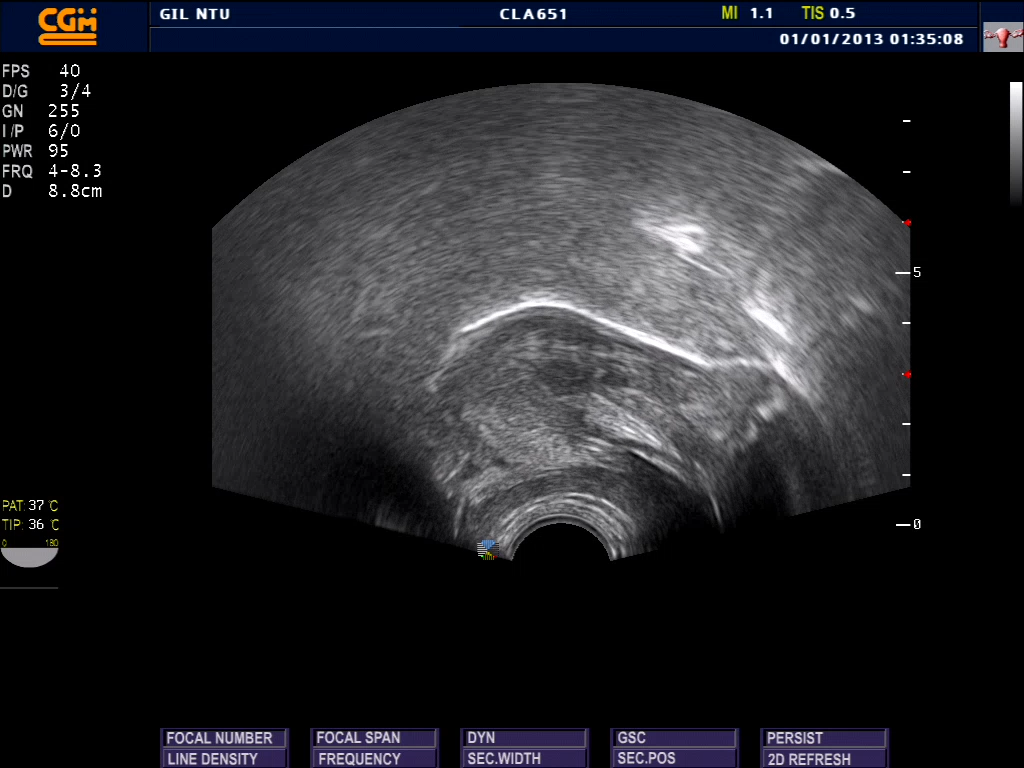 CGM
GIL NTU CLA651 MI 1.1 TIS 0.5
01/01/2013 01:35:08
FPS 40
D/G 3/4
GN 255
I/P 6/0
PWR 95
FRQ 4-8.3
D 8.8cm
5
PAT: 37 °C
TIP: 36 °C
0 180
0
FOCAL NUMBER FOCAL SPAN DYN GSC PERSIST
LINE DENSITY FREQUENCY SEC.WIDTH SEC.POS 2D REFRESH